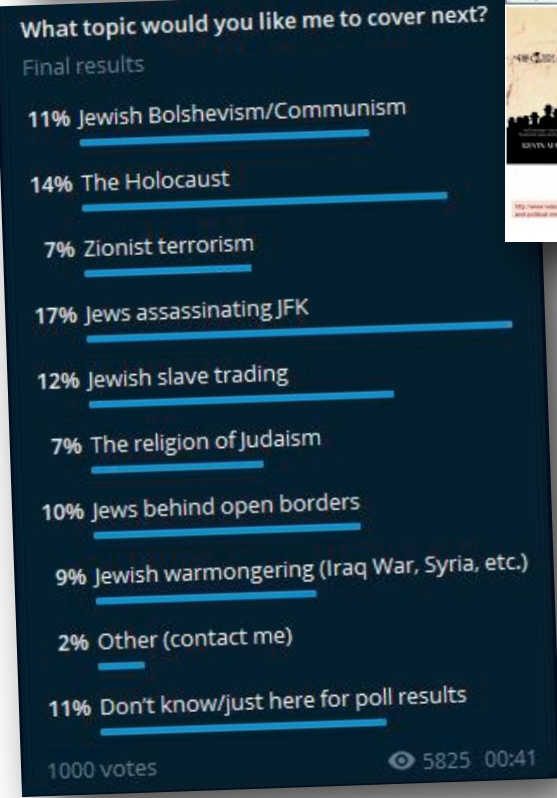 What topic would you like me to cover next?
Final results
11% Jewish Bolshevism/Communism
14% The Holocaust
7% Zionist terrorism
17% Jews assassinating JFK
12% Jewish slave trading
7% The religion of Judaism
10% Jews behind open borders
9% Jewish warmongering (Iraq War, Syria, etc.)
2% Other (contact me)
11% Don't know/just here for poll results
1000 votes 5825 00:41